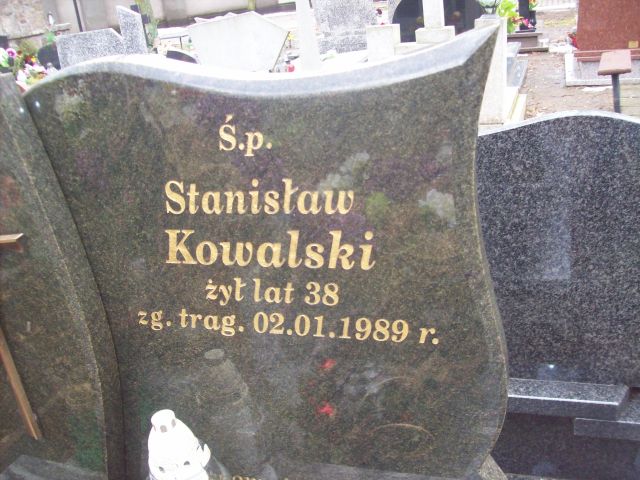 Ś.p.
Stanisław
Kowalski
żył lat 38
zg. trag. 02.01.1989 r.